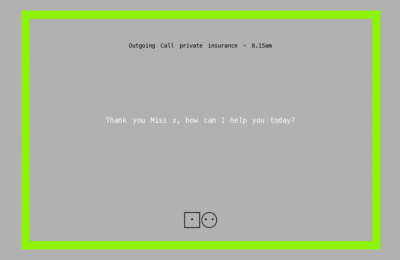 Outgoing Call private insurance – 8.15am
Thank you Miss x, how can I help you today?